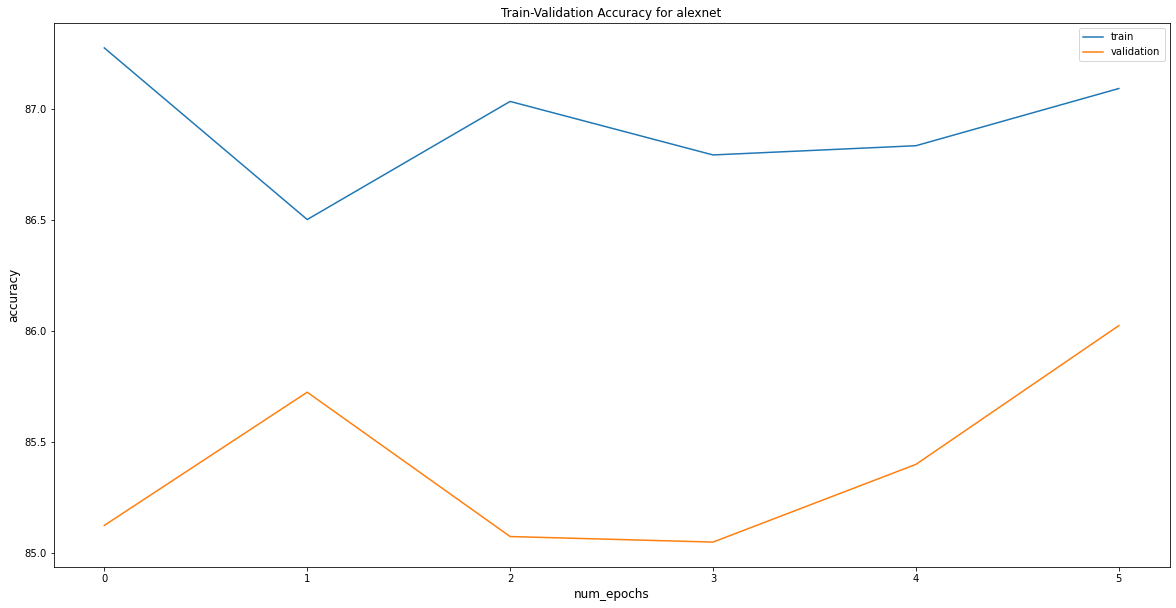 Train-Validation Accuracy for alexnet
train
validation
87.0
86.5
86.0
85.5
85.0
accuracy
0 1 2 3 4 5
num_epochs